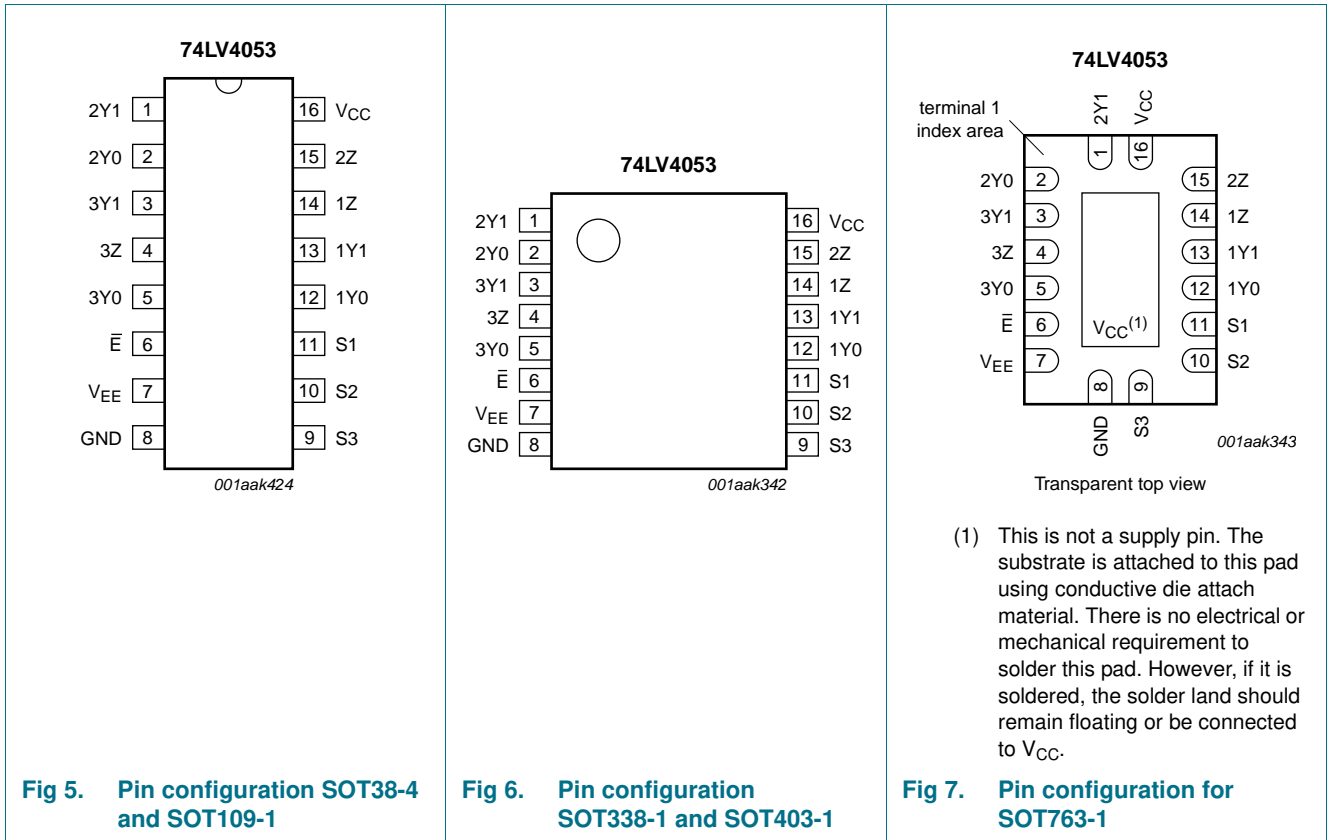 74LV4053
2Y1 1 16 VCC
2Y0 2 15 2Z
3Y1 3 14 1Z
3Z 4 13 1Y1
3Y0 5 12 1Y0
E̅ 6 11 S1
VEE 7 10 S2
GND 8 9 S3
001aak424
Fig 5. Pin configuration SOT38-4
and SOT109-1
74LV4053
2Y1 1 16 VCC
2Y0 2 15 2Z
3Y1 3 14 1Z
3Z 4 13 1Y1
3Y0 5 12 1Y0
E̅ 6 11 S1
VEE 7 10 S2
GND 8 9 S3
001aak342
Fig 6. Pin configuration
SOT338-1 and SOT403-1
74LV4053
terminal 1
index area
2Y1 VCC
1 16
2Y0 2 15 2Z
3Y1 3 14 1Z
3Z 4 13 1Y1
3Y0 5 12 1Y0
E̅ 6 VCC(1) 11 S1
VEE 7 10 S2
8 9
GND S3
001aak343
Transparent top view
(1) This is not a supply pin. The
substrate is attached to this pad
using conductive die attach
material. There is no electrical or
mechanical requirement to
solder this pad. However, if it is
soldered, the solder land should
remain floating or be connected
to VCC.
Fig 7. Pin configuration for
SOT763-1